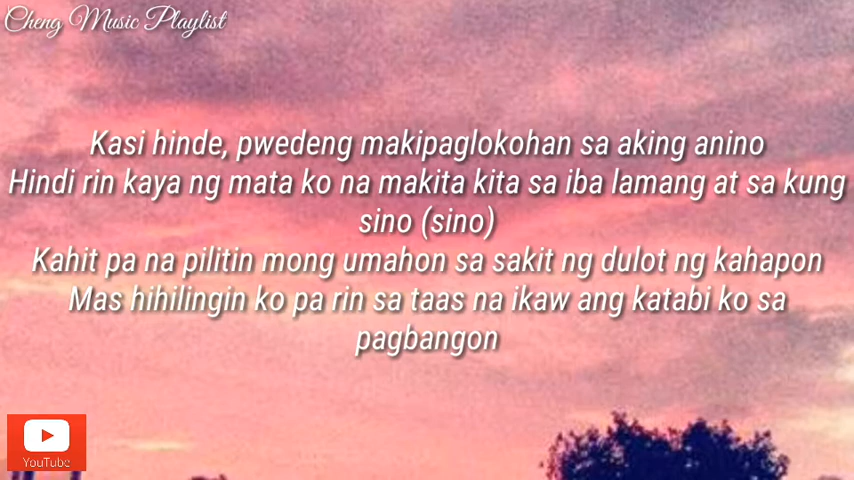 Cheng Music Playlist
Kasi hinde, pwedeng makipaglokohan sa aking anino
Hindi rin kaya ng mata ko na makita kita sa iba lamang at sa kung
sino (sino)
Kahit pa na pilitin mong umahon sa sakit ng dulot ng kahapon
Mas hihilingin ko pa rin sa taas na ikaw ang katabi ko sa
pagbangon
YouTube